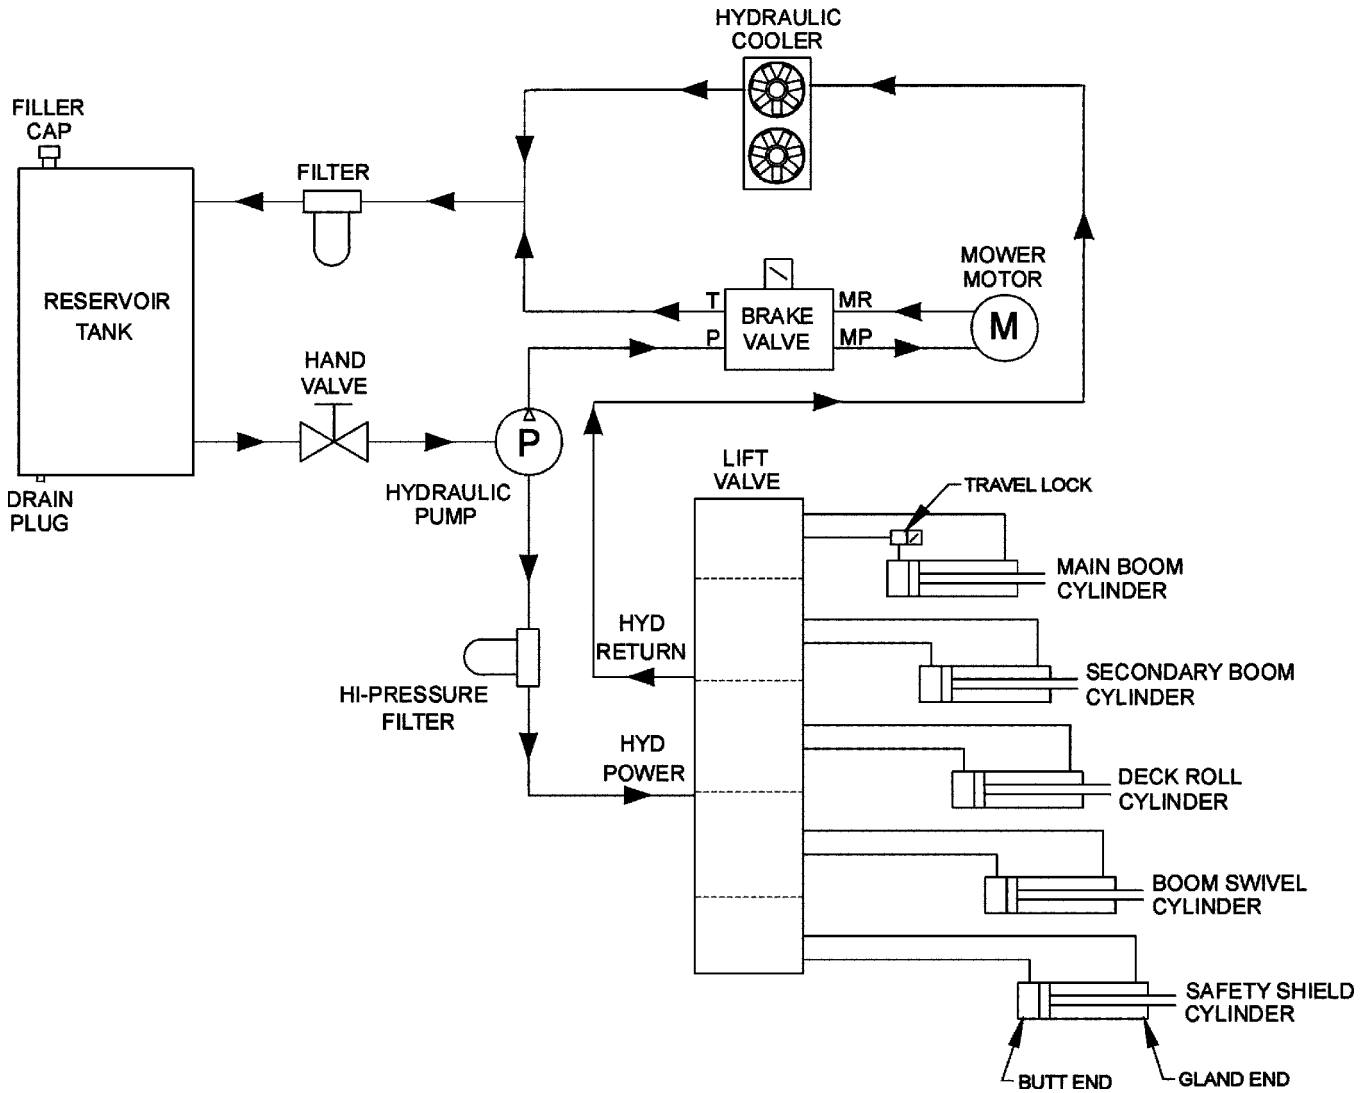 HYDRAULIC
COOLER
FILLER
CAP
FILTER
RESERVOIR
TANK
MOWER
MOTOR
T
MR
BRAKE
VALVE
P
MP
M
HAND
VALVE
P
HYDRAULIC
PUMP
DRAIN
PLUG
LIFT
VALVE
TRAVEL LOCK
MAIN BOOM
CYLINDER
HYD
RETURN
SECONDARY BOOM
CYLINDER
HI-PRESSURE
FILTER
HYD
POWER
DECK ROLL
CYLINDER
BOOM SWIVEL
CYLINDER
SAFETY SHIELD
CYLINDER
BUTT END
GLAND END